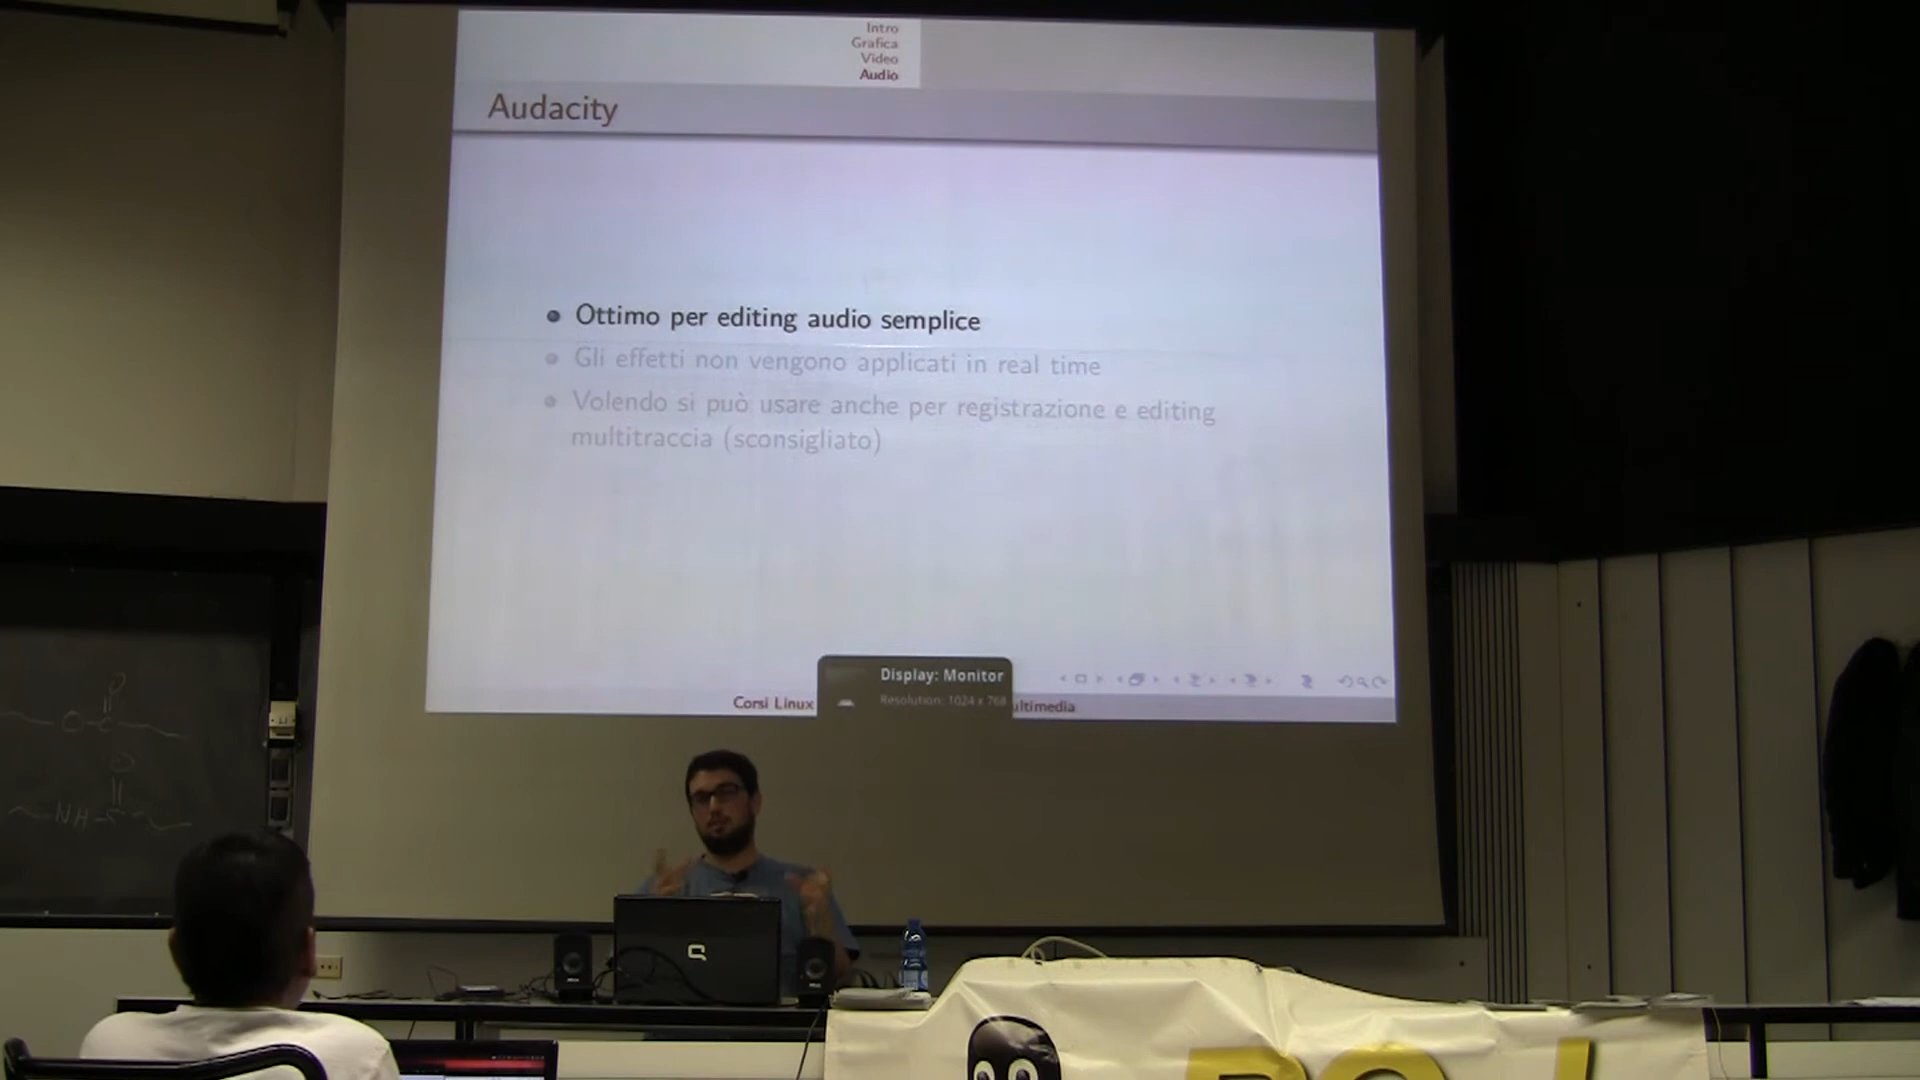 Intro
Grafica
Video
Audio
Audacity
Ottimo per editing audio semplice
Gli effetti non vengono applicati in real time
Volendo si può usare anche per registrazione e editing
multitraccia (sconsigliato)
Display: Monitor
Resolution: 1024 x 768
Corsi Linux
ultimedia
NH